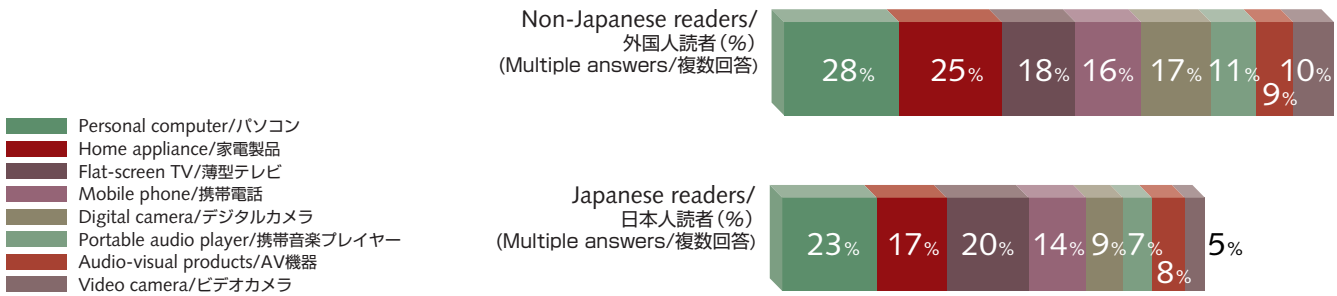 Non-Japanese readers/
外国人読者(%)
(Multiple answers/複数回答)
28% 25% 18% 16% 17% 11% 9% 10%
Personal computer/パソコン
Home appliance/家電製品
Flat-screen TV/薄型テレビ
Mobile phone/携帯電話
Digital camera/デジタルカメラ
Portable audio player/携帯音楽プレイヤー
Audio-visual products/AV機器
Video camera/ビデオカメラ
Japanese readers/
日本人読者(%)
(Multiple answers/複数回答)
23% 17% 20% 14% 9% 7% 8% 5%